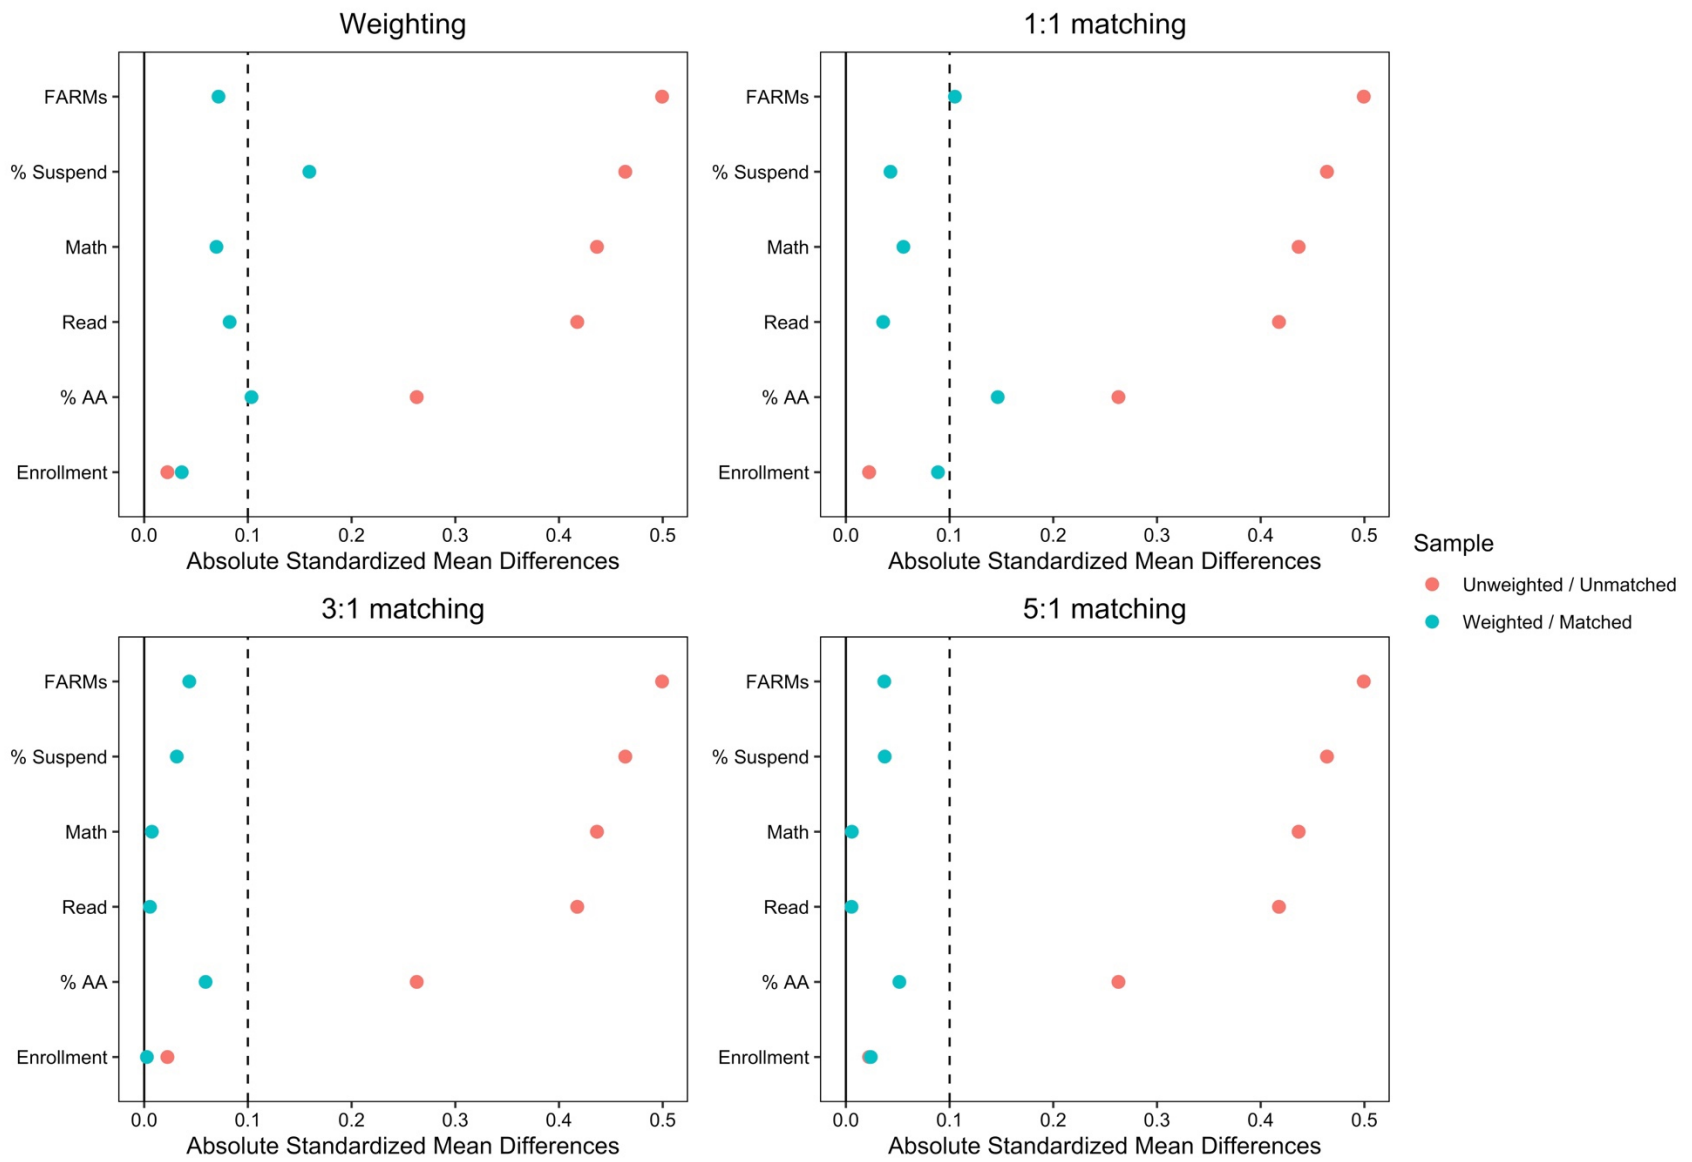 Weighting
FARMs
% Suspend
Math
Read
% AA
Enrollment
0.0 0.1 0.2 0.3 0.4 0.5
Absolute Standardized Mean Differences
1:1 matching
FARMs
% Suspend
Math
Read
% AA
Enrollment
0.0 0.1 0.2 0.3 0.4 0.5
Absolute Standardized Mean Differences
3:1 matching
FARMs
% Suspend
Math
Read
% AA
Enrollment
0.0 0.1 0.2 0.3 0.4 0.5
Absolute Standardized Mean Differences
5:1 matching
FARMs
% Suspend
Math
Read
% AA
Enrollment
0.0 0.1 0.2 0.3 0.4 0.5
Absolute Standardized Mean Differences
Sample
Unweighted / Unmatched
Weighted / Matched